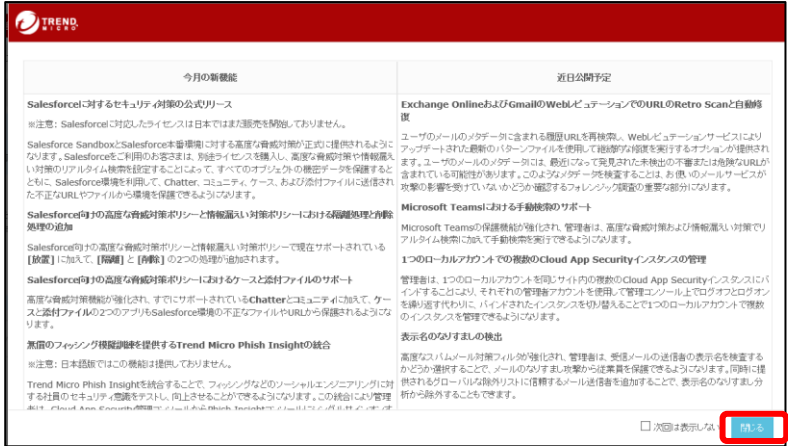 TREND
MICRO
今月の新機能
Salesforceに対するセキュリティ対策の公式リリース
※注意: Salesforceに対応したライセンスは日本ではまだ販売を開始しておりません。
Salesforce SandboxとSalesforce本番環境に対する高度な脅威対策が正式に提供されるように
なります。Salesforceをご利用のお客さまは、別途ライセンスを購入し、高度な脅威対策や情報漏え
い対策のリアルタイム検索を設定することによって、すべてのオブジェクトの機密データを保護すると
ともに、Salesforce環境を利用して、Chatter、コミュニティ、ケース、および添付ファイルに送信され
た不正なURLやファイルから環境を保護できるようになります。
Salesforce向けの高度な脅威対策ポリシーと情報漏えい対策ポリシーにおける隔離処理と削除
処理の追加
Salesforce向けの高度な脅威対策ポリシーと情報漏えい対策ポリシーで現在サポートされている
[放置] に加えて、[隔離] と [削除] の2つの処理が追加されます。
Salesforce向けの高度な脅威対策ポリシーにおけるケースと添付ファイルのサポート
高度な脅威対策機能が強化され、すでにサポートされているChatterとコミュニティに加えて、ケー
スと添付ファイルの2つのアプリもSalesforce環境の不正なファイルやURLから保護されるようにな
ります。
無償のフィッシング模擬訓練を提供するTrend Micro Phish Insightの統合
※注意: 日本語版ではこの機能は提供しておりません。
Trend Micro Phish Insightを統合することで、フィッシングなどのソーシャルエンジニアリングに対
する社員のセキュリティ意識をテストし、向上させることができるようになります。この統合により管理
者は、Cloud App Security管理コンソールからPhish Insightコンソールにシングルサインオンす
近日公開予定
Exchange OnlineおよびGmailのWebレピュテーションでのURLのRetro Scanと自動修
復
ユーザのメールのメタデータに含まれる履歴URLを再検索し、Webレピュテーションサービスにより
アップデートされた最新のパターンファイルを使用して継続的な修復を実行するオプションが提供され
ます。ユーザのメールのメタデータには、最近になって発見された未検出の不審または危険なURLが
含まれている可能性があります。このようなメタデータを検査することは、お使いのメールサービスが
攻撃の影響を受けていないかどうか確認するフォレンジック調査の重要な部分になります。
Microsoft Teamsにおける手動検索のサポート
Microsoft Teamsの保護機能が強化され、管理者は、高度な脅威対策および情報漏えい対策でリ
アルタイム検索に加えて手動検索を実行できるようになります。
1つのローカルアカウントでの複数のCloud App Securityインスタンスの管理
管理者は、1つのローカルアカウントを同じサイト内の複数のCloud App Securityインスタンスにバ
インドすることにより、それぞれの管理者アカウントを使用して管理コンソール上でログオフとログオン
を繰り返す代わりに、バインドされたインスタンスを切り替えることで1つのローカルアカウントで複数
のインスタンスを管理できるようになります。
表示名のなりすましの検出
高度なスパムメール対策フィルタが強化され、管理者は、受信メールの送信者の表示名を検査する
かどうか選択することで、メールのなりすまし攻撃から従業員を保護できるようになります。同時に提
供されるグローバルな除外リストに信頼するメール送信者を追加することで、表示名のなりすまし分
析から除外することもできます。
次回は表示しない
閉じる